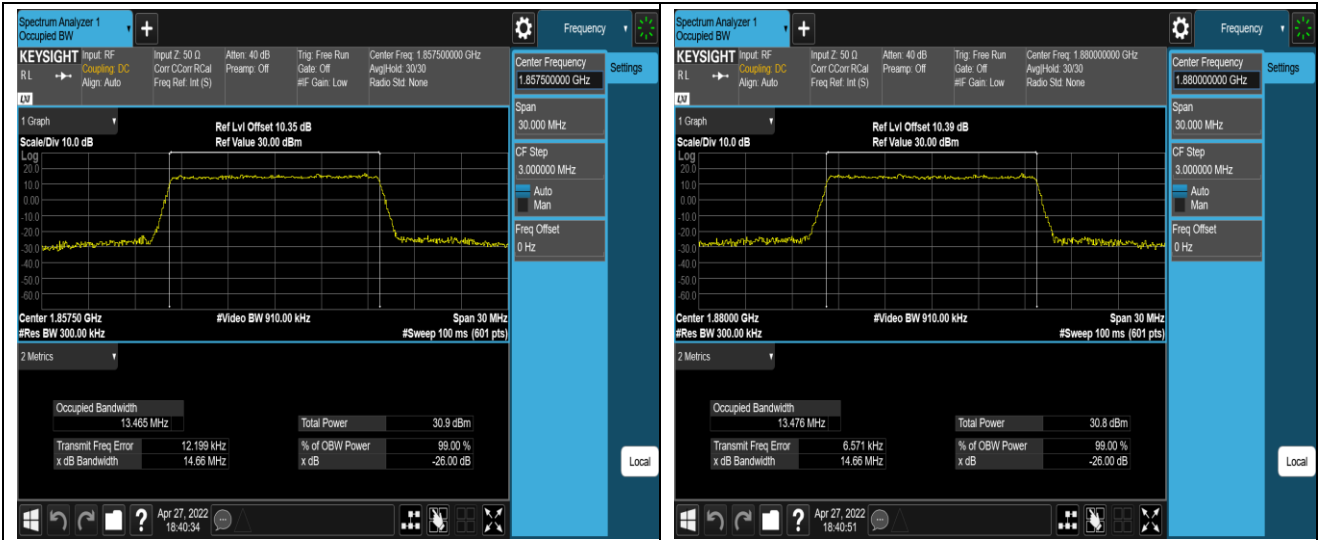 Spectrum Analyzer 1
Occupied BW
Frequency
KEYSIGHT
RL
Input: RF
Coupling: DC
Align: Auto
Input Z: 50 Ω
Corr CCorr RCal
Freq Ref: Int (S)
Atten: 40 dB
Preamp: Off
Trig: Free Run
Gate: Off
#IF Gain: Low
Center Freq: 1.857500000 GHz
Avg|Hold: 30/30
Radio Std: None
LXI
Center Frequency
1.857500000 GHz
Settings
Span
30.000 MHz
CF Step
3.000000 MHz
Auto
Man
Freq Offset
0 Hz
1 Graph
Scale/Div 10.0 dB
Ref Lvl Offset 10.35 dB
Ref Value 30.00 dBm
Log
20.0
10.0
0.00
-10.0
-20.0
-30.0
-40.0
-50.0
-60.0
Center 1.85750 GHz
#Res BW 300.00 kHz
#Video BW 910.00 kHz
Span 30 MHz
#Sweep 100 ms (601 pts)
2 Metrics
Occupied Bandwidth
13.465 MHz
Total Power 30.9 dBm
Transmit Freq Error 12.199 kHz
% of OBW Power 99.00 %
x dB Bandwidth 14.66 MHz
x dB -26.00 dB
Local
?
Apr 27, 2022
18:40:34
Spectrum Analyzer 1
Occupied BW
Frequency
KEYSIGHT
RL
Input: RF
Coupling: DC
Align: Auto
Input Z: 50 Ω
Corr CCorr RCal
Freq Ref: Int (S)
Atten: 40 dB
Preamp: Off
Trig: Free Run
Gate: Off
#IF Gain: Low
Center Freq: 1.880000000 GHz
Avg|Hold: 30/30
Radio Std: None
LXI
Center Frequency
1.880000000 GHz
Settings
Span
30.000 MHz
CF Step
3.000000 MHz
Auto
Man
Freq Offset
0 Hz
1 Graph
Scale/Div 10.0 dB
Ref Lvl Offset 10.39 dB
Ref Value 30.00 dBm
Log
20.0
10.0
0.00
-10.0
-20.0
-30.0
-40.0
-50.0
-60.0
Center 1.88000 GHz
#Res BW 300.00 kHz
#Video BW 910.00 kHz
Span 30 MHz
#Sweep 100 ms (601 pts)
2 Metrics
Occupied Bandwidth
13.476 MHz
Total Power 30.8 dBm
Transmit Freq Error 6.571 kHz
% of OBW Power 99.00 %
x dB Bandwidth 14.66 MHz
x dB -26.00 dB
Local
?
Apr 27, 2022
18:40:51